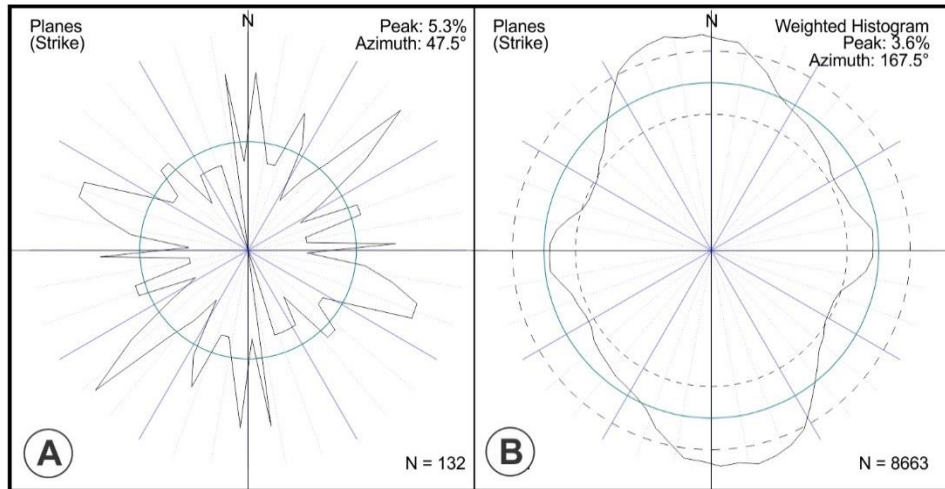 Planes
(Strike)
N
Peak: 5.3%
Azimuth: 47.5°
A
N = 132
Planes
(Strike)
N
Weighted Histogram
Peak: 3.6%
Azimuth: 167.5°
B
N = 8663